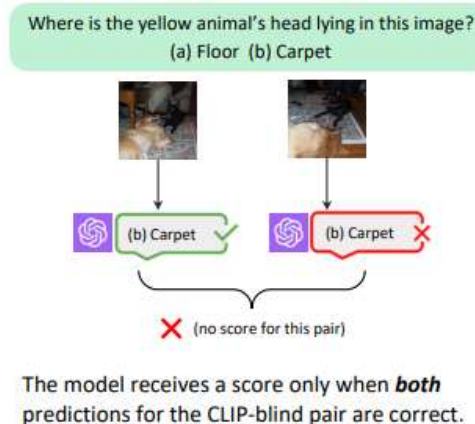 Where is the yellow animal's head lying in this image?
(a) Floor (b) Carpet
(b) Carpet
(b) Carpet
(no score for this pair)
The model receives a score only when both
predictions for the CLIP-blind pair are correct.